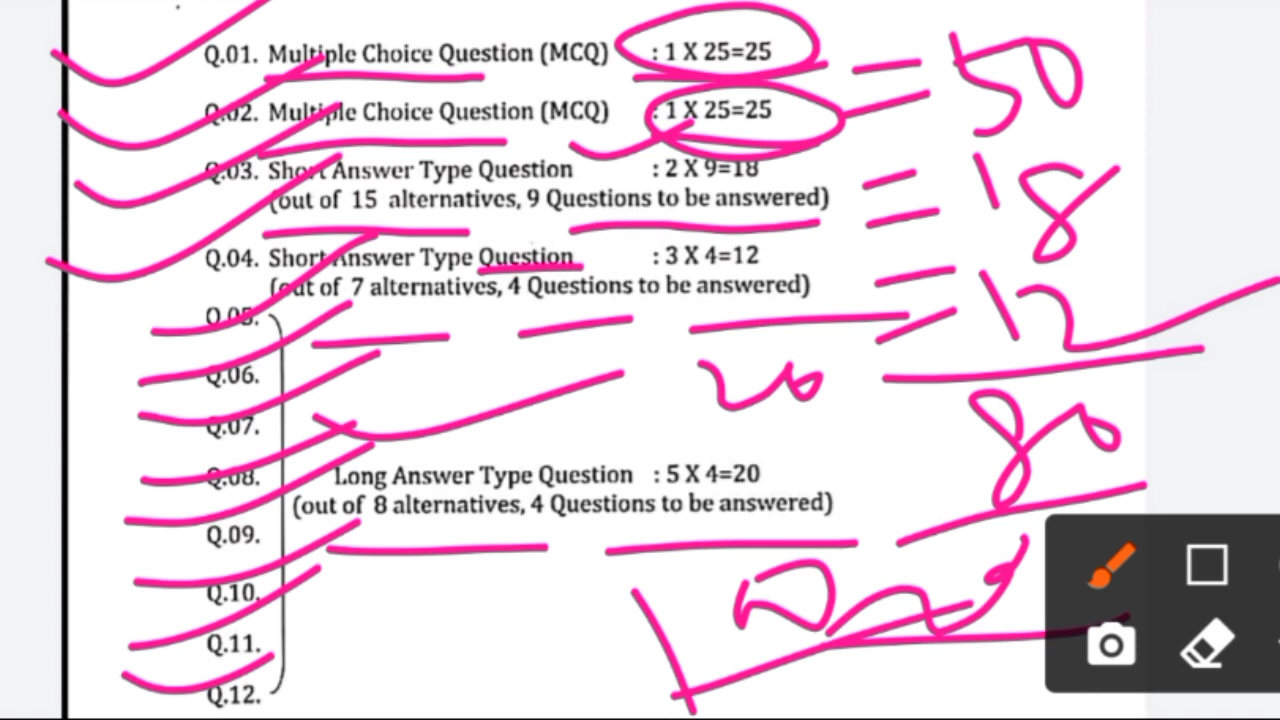 Q.01. Multiple Choice Question (MCQ) : 1 X 25=25 = 50
Q.02. Multiple Choice Question (MCQ) : 1 X 25=25
Q.03. Short Answer Type Question : 2 X 9=18 = 18
(out of 15 alternatives, 9 Questions to be answered)
Q.04. Short Answer Type Question : 3 X 4=12 = 12
(out of 7 alternatives, 4 Questions to be answered)
Q.05.
Q.06. 20
Q.07. 80
Q.08. Long Answer Type Question : 5 X 4=20
(out of 8 alternatives, 4 Questions to be answered)
Q.09.
Q.10.
Q.11.
Q.12.